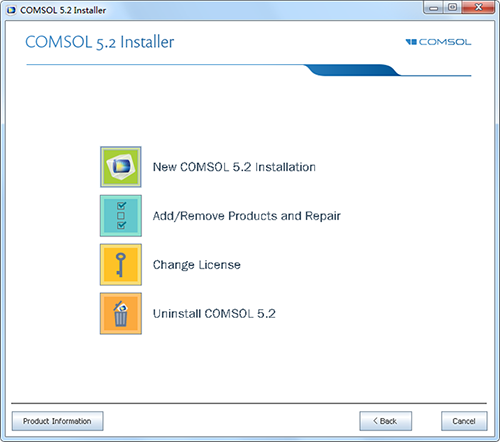 COMSOL 5.2 Installer
COMSOL 5.2 Installer
COMSOL
New COMSOL 5.2 Installation
Add/Remove Products and Repair
Change License
Uninstall COMSOL 5.2
Product Information
< Back
Cancel